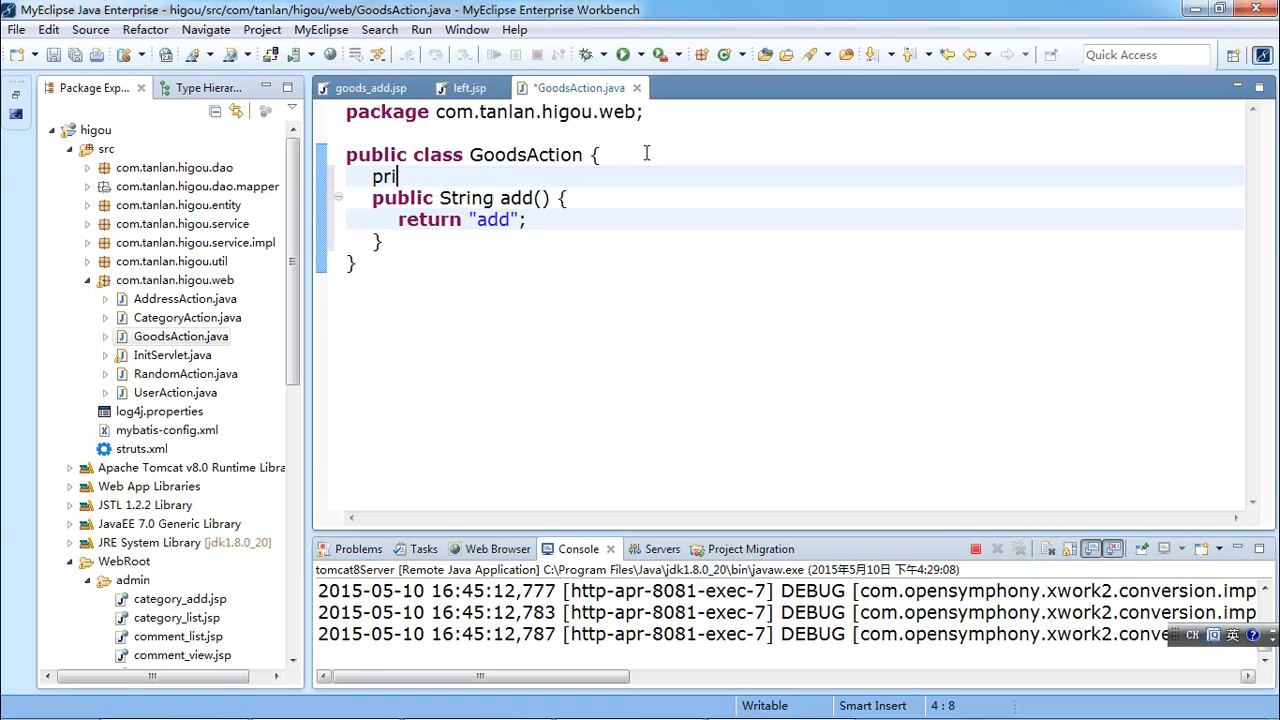 MyEclipse Java Enterprise - higou/src/com/tanlan/higou/web/GoodsAction.java - MyEclipse Enterprise Workbench
File Edit Source Refactor Navigate Project MyEclipse Search Run Window Help
Quick Access
Package Exp... Type Hierar...
goods_add.jsp left.jsp *GoodsAction.java
higou
src
com.tanlan.higou.dao
com.tanlan.higou.dao.mapper
com.tanlan.higou.entity
com.tanlan.higou.service
com.tanlan.higou.service.impl
com.tanlan.higou.util
com.tanlan.higou.web
AddressAction.java
CategoryAction.java
GoodsAction.java
InitServlet.java
RandomAction.java
UserAction.java
log4j.properties
mybatis-config.xml
struts.xml
Apache Tomcat v8.0 Runtime Libra
Web App Libraries
JSTL 1.2.2 Library
JavaEE 7.0 Generic Library
JRE System Library [jdk1.8.0_20]
WebRoot
admin
category_add.jsp
category_list.jsp
comment_list.jsp
comment_view.jsp
package com.tanlan.higou.web;
public class GoodsAction {
pri
public String add() {
return "add";
}
}
Problems Tasks Web Browser Console Servers Project Migration
tomcat8Server [Remote Java Application] C:\Program Files\Java\jdk1.8.0_20\bin\javaw.exe (2015年5月10日 下午4:29:08)
2015-05-10 16:45:12,777 [http-apr-8081-exec-7] DEBUG [com.opensymphony.xwork2.conversion.imp
2015-05-10 16:45:12,783 [http-apr-8081-exec-7] DEBUG [com.opensymphony.xwork2.conversion.imp
2015-05-10 16:45:12,787 [http-apr-8081-exec-7] DEBUG [com.opensymphony.xwork2.conve
CH 英
Writable Smart Insert 4 : 8